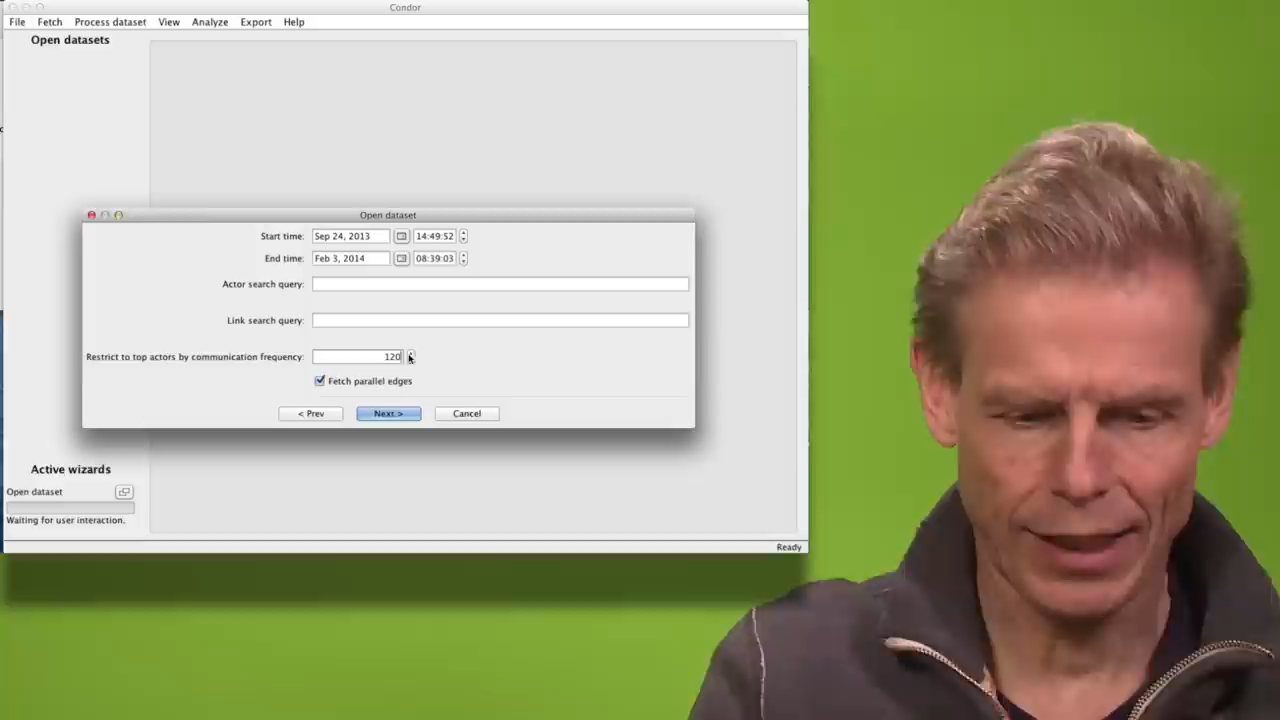 Condor
File Fetch Process dataset View Analyze Export Help
Open datasets
Open dataset
Start time: Sep 24, 2013 14:49:52
End time: Feb 3, 2014 08:39:03
Actor search query:
Link search query:
Restrict to top actors by communication frequency: 120
Fetch parallel edges
< Prev Next > Cancel
Active wizards
Open dataset
Waiting for user interaction.
Ready